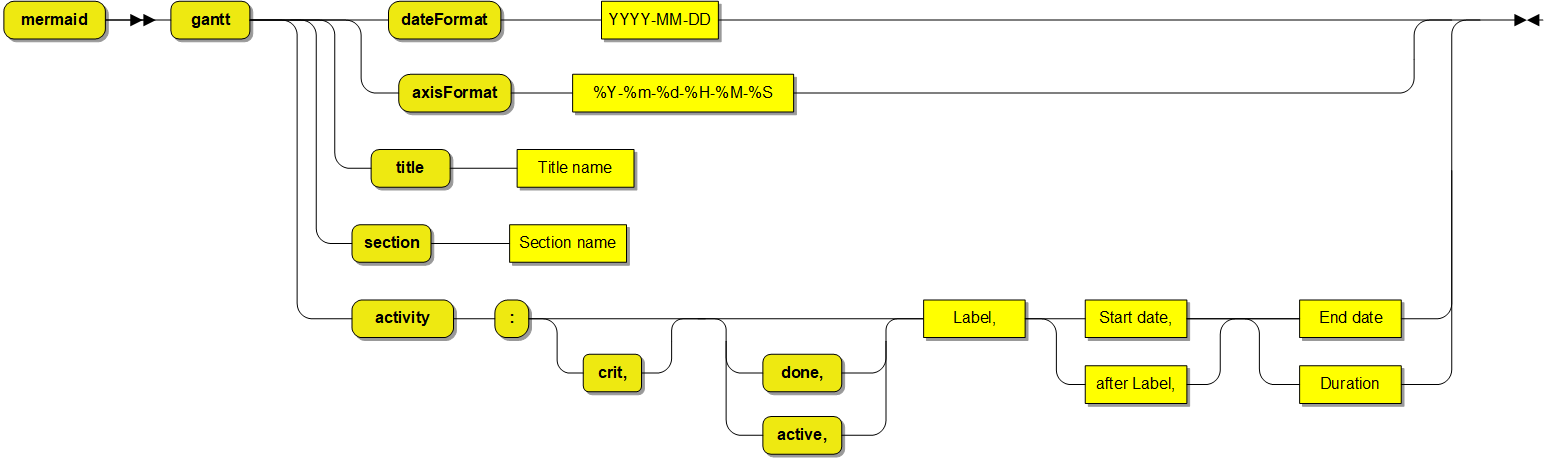 mermaid
gantt
dateFormat
YYYY-MM-DD
axisFormat
%Y-%m-%d-%H-%M-%S
title
Title name
section
Section name
activity
:
Label,
Start date,
End date
crit,
done,
after Label,
Duration
active,